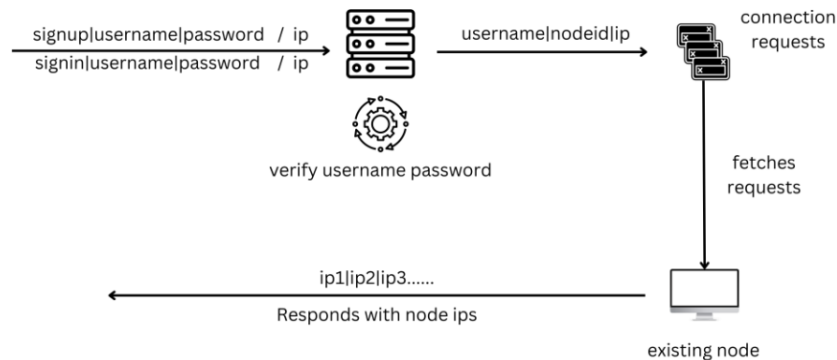 signup|username|password / ip
signin|username|password / ip
username|nodeid|ip
connection
requests
verify username password
fetches
requests
ip1|ip2|ip3......
Responds with node ips
existing node